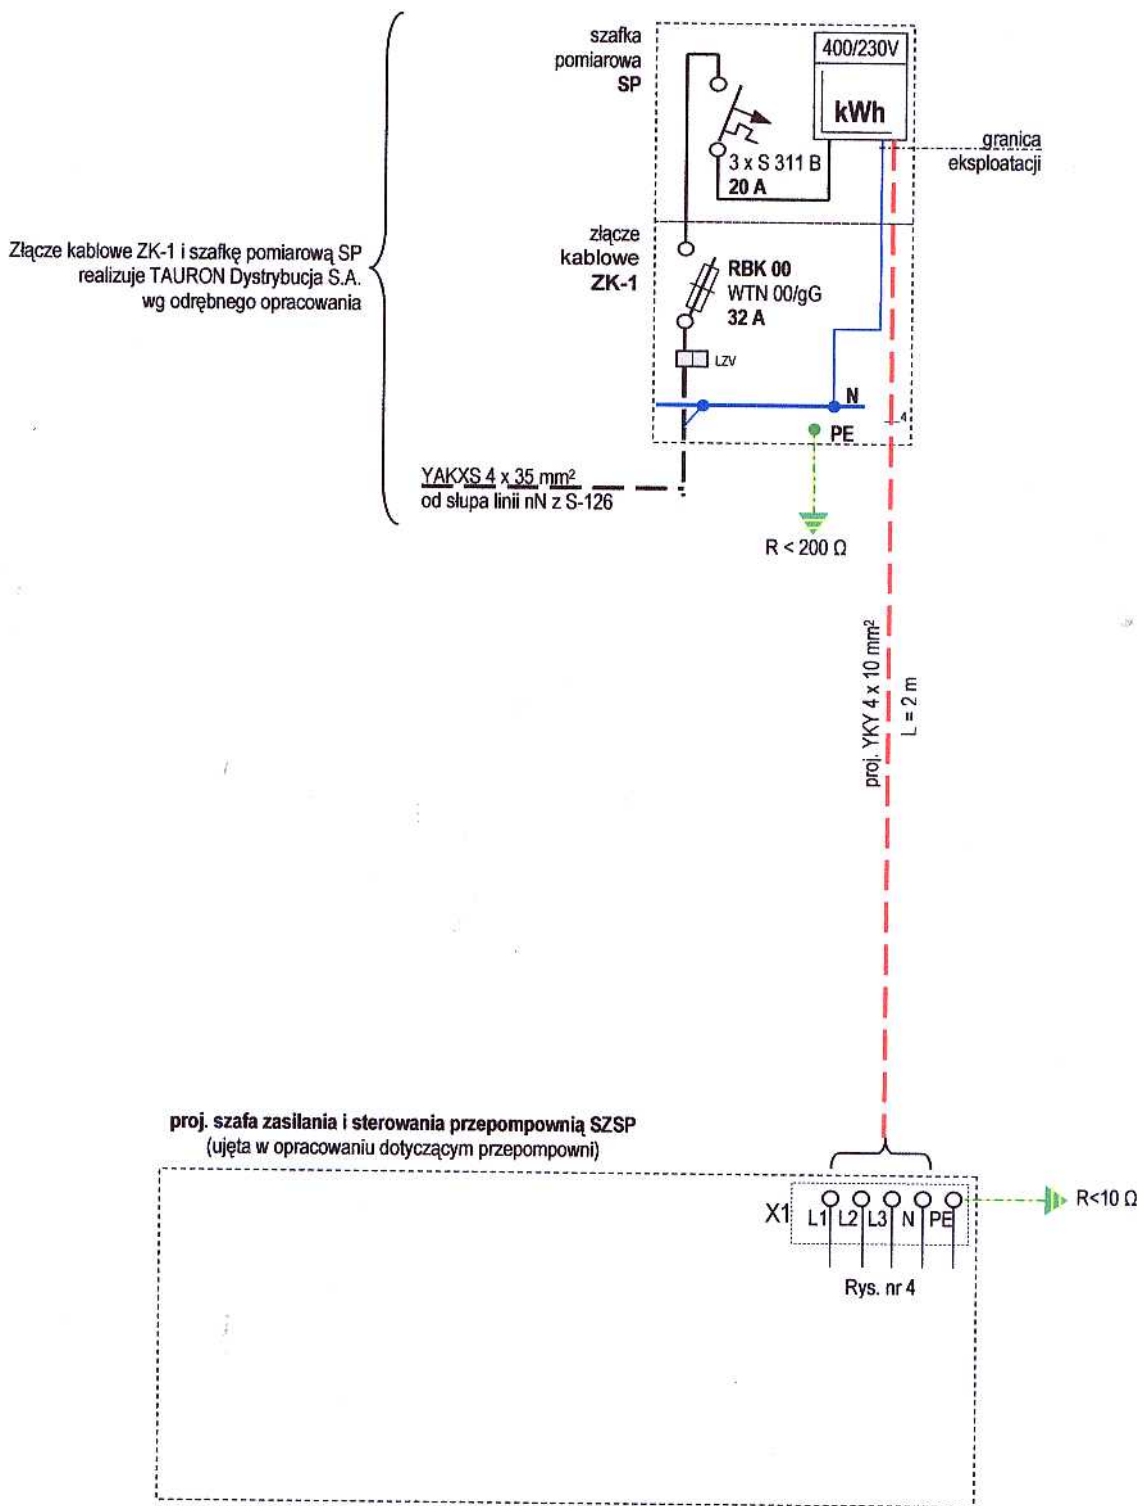 szafka
pomiarowa
SP
400/230V
kWh
3 x S 311 B
20 A
granica
eksploatacji
Złącze kablowe ZK-1 i szafkę pomiarową SP
realizuje TAURON Dystrybucja S.A.
wg odrębnego opracowania
złącze
kablowe
ZK-1
RBK 00
WTN 00/gG
32 A
LZV
N
4
PE
YAKXS 4 x 35 mm²
od słupa linii nN z S-126
R < 200 Ω
proj. YKY 4 x 10 mm²
L = 2 m
proj. szafa zasilania i sterowania przepompownią SZSP
(ujęta w opracowaniu dotyczącym przepompowni)
X1 L1 L2 L3 N PE
R<10 Ω
Rys. nr 4